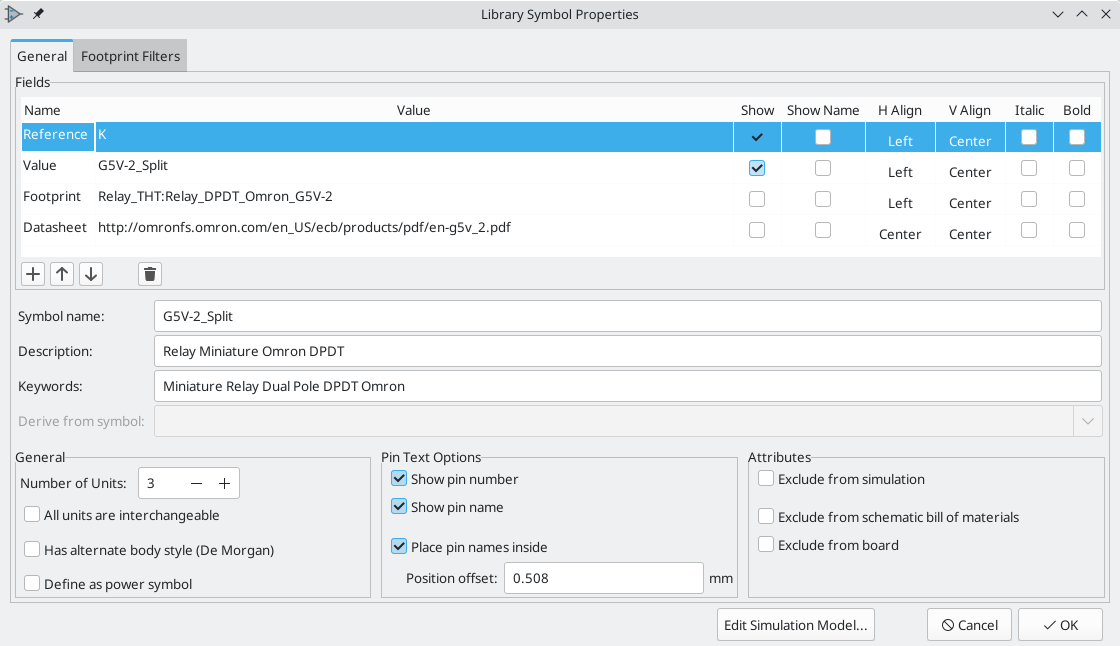 Library Symbol Properties
General Footprint Filters
Fields
Name Value Show Show Name H Align V Align Italic Bold
Reference K Left Center
Value G5V-2_Split Left Center
Footprint Relay_THT:Relay_DPDT_Omron_G5V-2 Left Center
Datasheet http://omronfs.omron.com/en_US/ecb/products/pdf/en-g5v_2.pdf Center Center
Symbol name: G5V-2_Split
Description: Relay Miniature Omron DPDT
Keywords: Miniature Relay Dual Pole DPDT Omron
Derive from symbol:
General
Number of Units: 3
All units are interchangeable
Has alternate body style (De Morgan)
Define as power symbol
Pin Text Options
Show pin number
Show pin name
Place pin names inside
Position offset: 0.508 mm
Attributes
Exclude from simulation
Exclude from schematic bill of materials
Exclude from board
Edit Simulation Model... Cancel OK